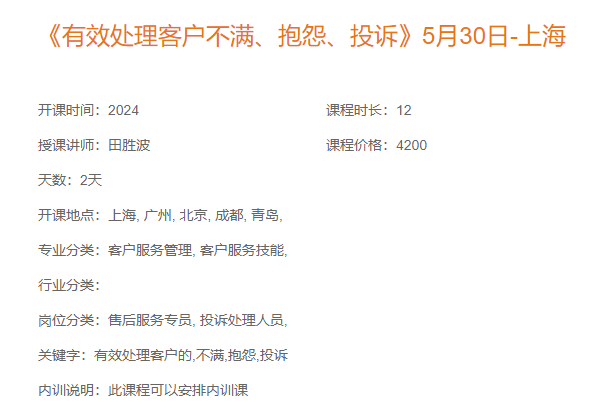 《有效处理客户不满、抱怨、投诉》5月30日-上海
开课时间：2024 课程时长：12
授课讲师：田胜波 课程价格：4200
天数：2天
开课地点：上海, 广州, 北京, 成都, 青岛,
专业分类：客户服务管理, 客户服务技能,
行业分类：
岗位分类：售后服务专员, 投诉处理人员,
关键字：有效处理客户的,不满,抱怨,投诉
内训说明：此课程可以安排内训课